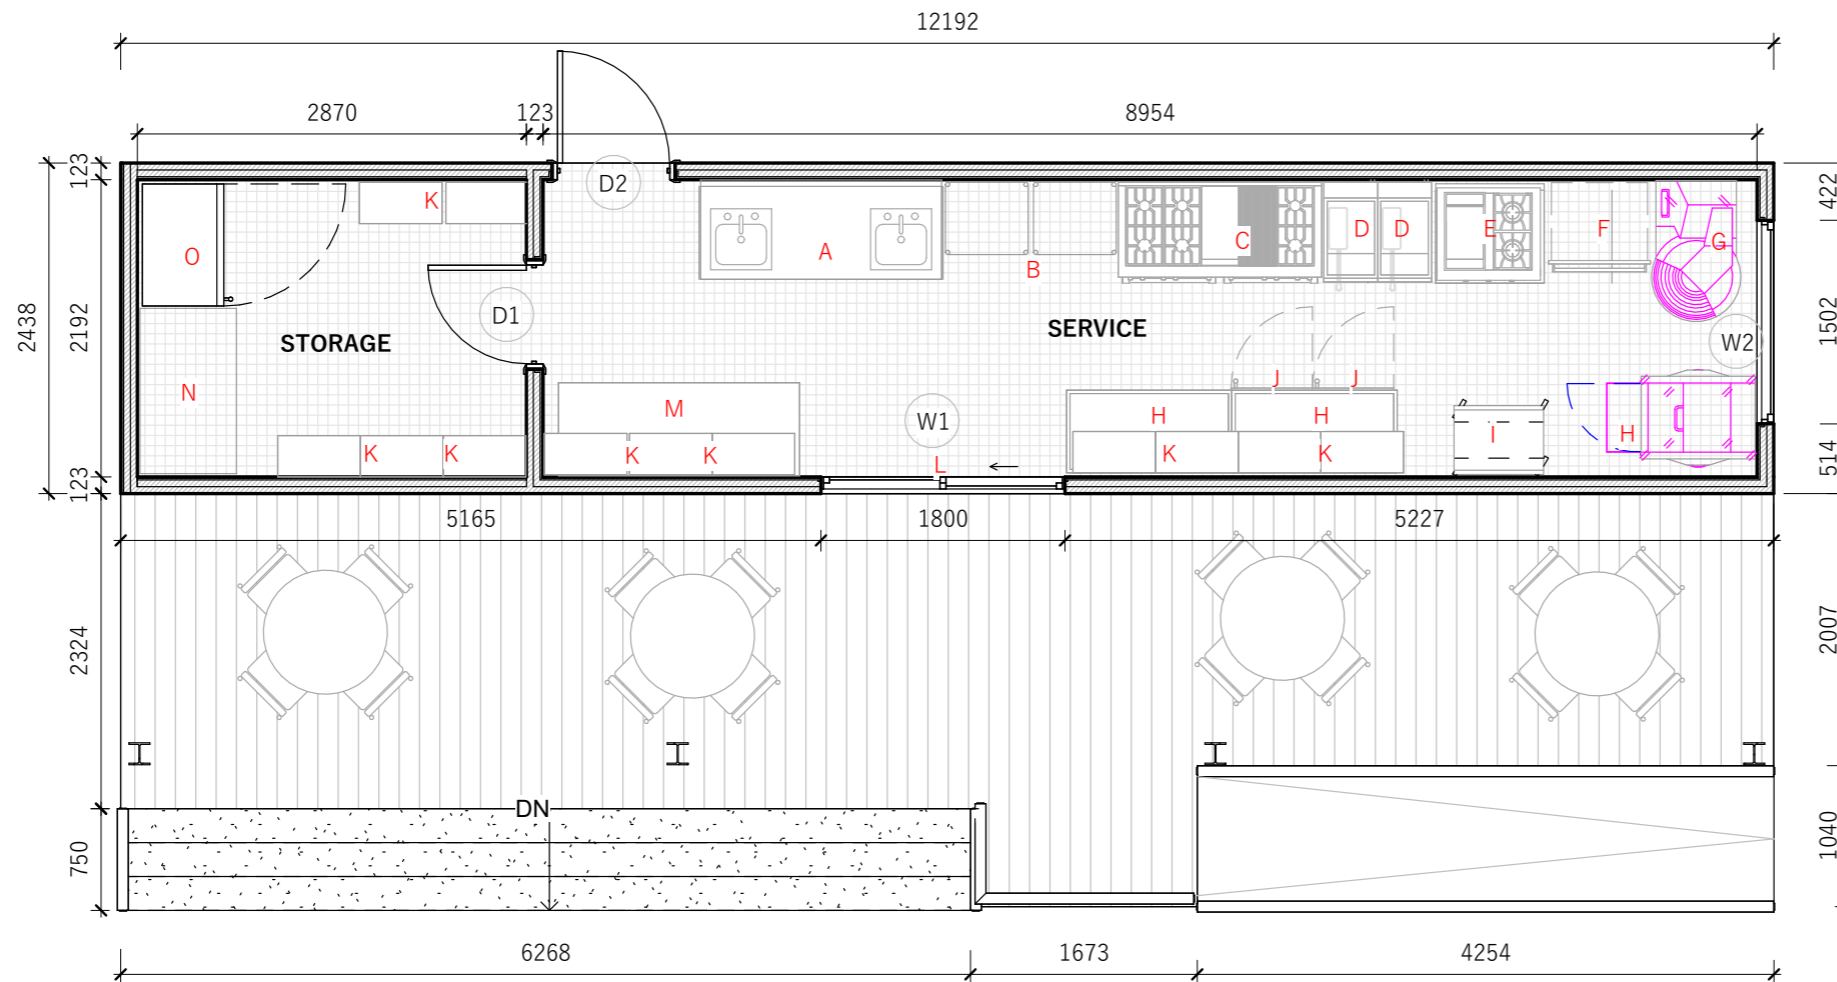 12192
2870
123
8954
D2
123
2438
2192
123
422
1502
514
K
O
A
B
C
D
D
E
F
G
D1
STORAGE
SERVICE
W2
N
M
W1
J
J
H
H
I
H
K
K
K
K
L
K
K
5165
1800
5227
2324
2007
DN
750
1040
6268
1673
4254